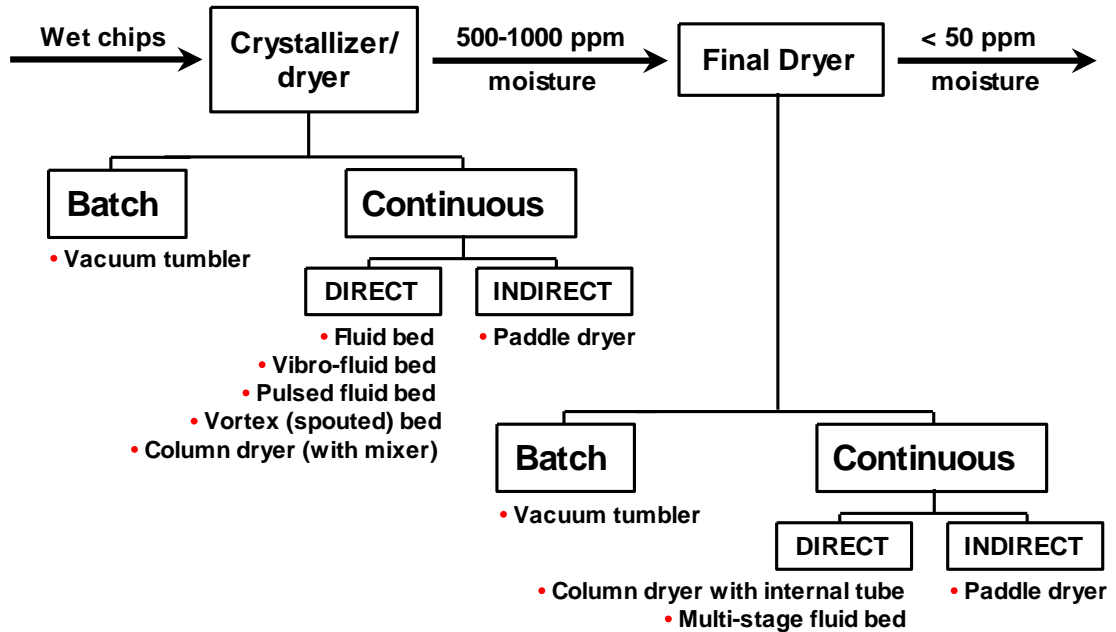 Wet chips
Crystallizer/
dryer
500-1000 ppm
moisture
Final Dryer
< 50 ppm
moisture
Batch
Continuous
• Vacuum tumbler
DIRECT
INDIRECT
• Fluid bed
• Vibro-fluid bed
• Pulsed fluid bed
• Vortex (spouted) bed
• Column dryer (with mixer)
• Paddle dryer
Batch
Continuous
• Vacuum tumbler
DIRECT
INDIRECT
• Column dryer with internal tube
• Multi-stage fluid bed
• Paddle dryer